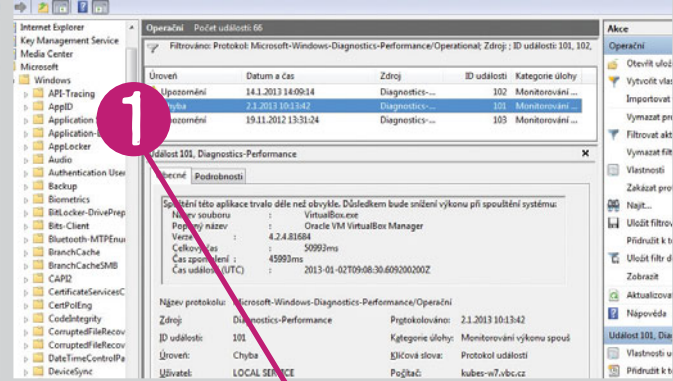 Internet Explorer
Key Management Service
Media Center
Microsoft
Windows
API-Tracing
AppID
Application
Application-
AppLocker
Audio
Authentication User
Backup
Biometrics
BitLocker-DrivePrep
Bits-Client
Bluetooth-MTPEnu
BranchCache
BranchCacheSMB
CAPI2
CertificateServicesC
CertPolEng
CodeIntegrity
CorruptedFileRecov
CorruptedFileRecov
DateTimeControlPa
DeviceSync
1
Operační Počet událostí: 66
Filtrováno: Protokol: Microsoft-Windows-Diagnostics-Performance/Operational; Zdroj: ; ID události: 101, 102,
Úroveň Datum a čas Zdroj ID události Kategorie úlohy
Upozornění 14.1.2013 14:09:14 Diagnostics-... 102 Monitorování ...
Chyba 2.1.2013 10:13:42 Diagnostics-... 101 Monitorování ...
Upozornění 19.11.2012 13:31:24 Diagnostics-... 103 Monitorování ...
Událost 101, Diagnostics-Performance
Obecné Podrobnosti
Spuštění této aplikace trvalo déle než obvykle. Důsledkem bude snížení výkonu při spouštění systému:
Název souboru : VirtualBox.exe
Popisný název : Oracle VM VirtualBox Manager
Verze : 4.2.4.81684
Celkový čas : 50993ms
Čas zpomalení : 45993ms
Čas události (UTC) : 2013-01-02T09:08:30.609200200Z
Název protokolu: Microsoft-Windows-Diagnostics-Performance/Operační
Zdroj: Diagnostics-Performance Protokolováno: 2.1.2013 10:13:42
ID události: 101 Kategorie úlohy: Monitorování výkonu spouš
Úroveň: Chyba Klíčová slova: Protokol událostí
Uživatel: LOCAL SERVICE Počítač: kubes-w7.vbc.cz
Akce
Operační
Otevřít ulož
Vytvořit vlas
Importovat
Vymazat pro
Filtrovat akt
Vymazat filt
Vlastnosti
Zakázat prot
Najít...
Uložit filtrov
Přidružit k t
Uložit filtr d
Zobrazit
Aktualizova
Nápověda
Událost 101, Dia
Vlastnosti u
Přidružit k t